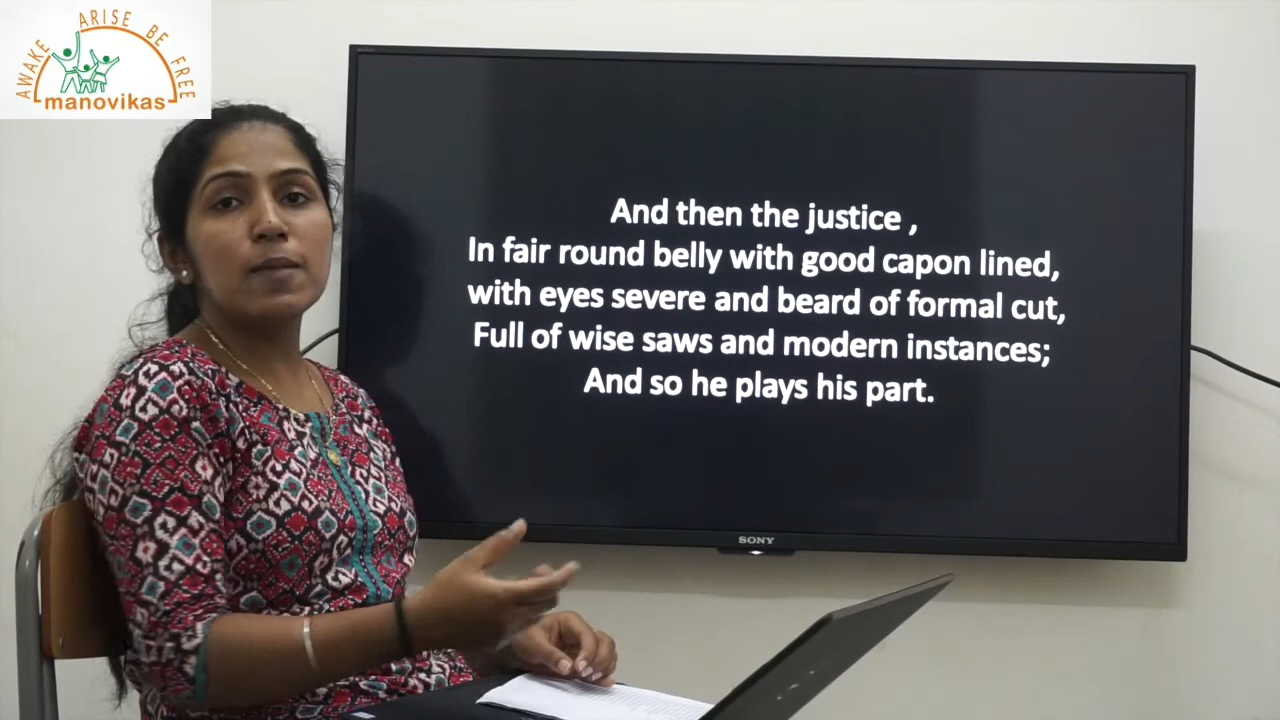 AWAKE ARISE BE FREE
manovikas
And then the justice ,
In fair round belly with good capon lined,
with eyes severe and beard of formal cut,
Full of wise saws and modern instances;
And so he plays his part.
SONY